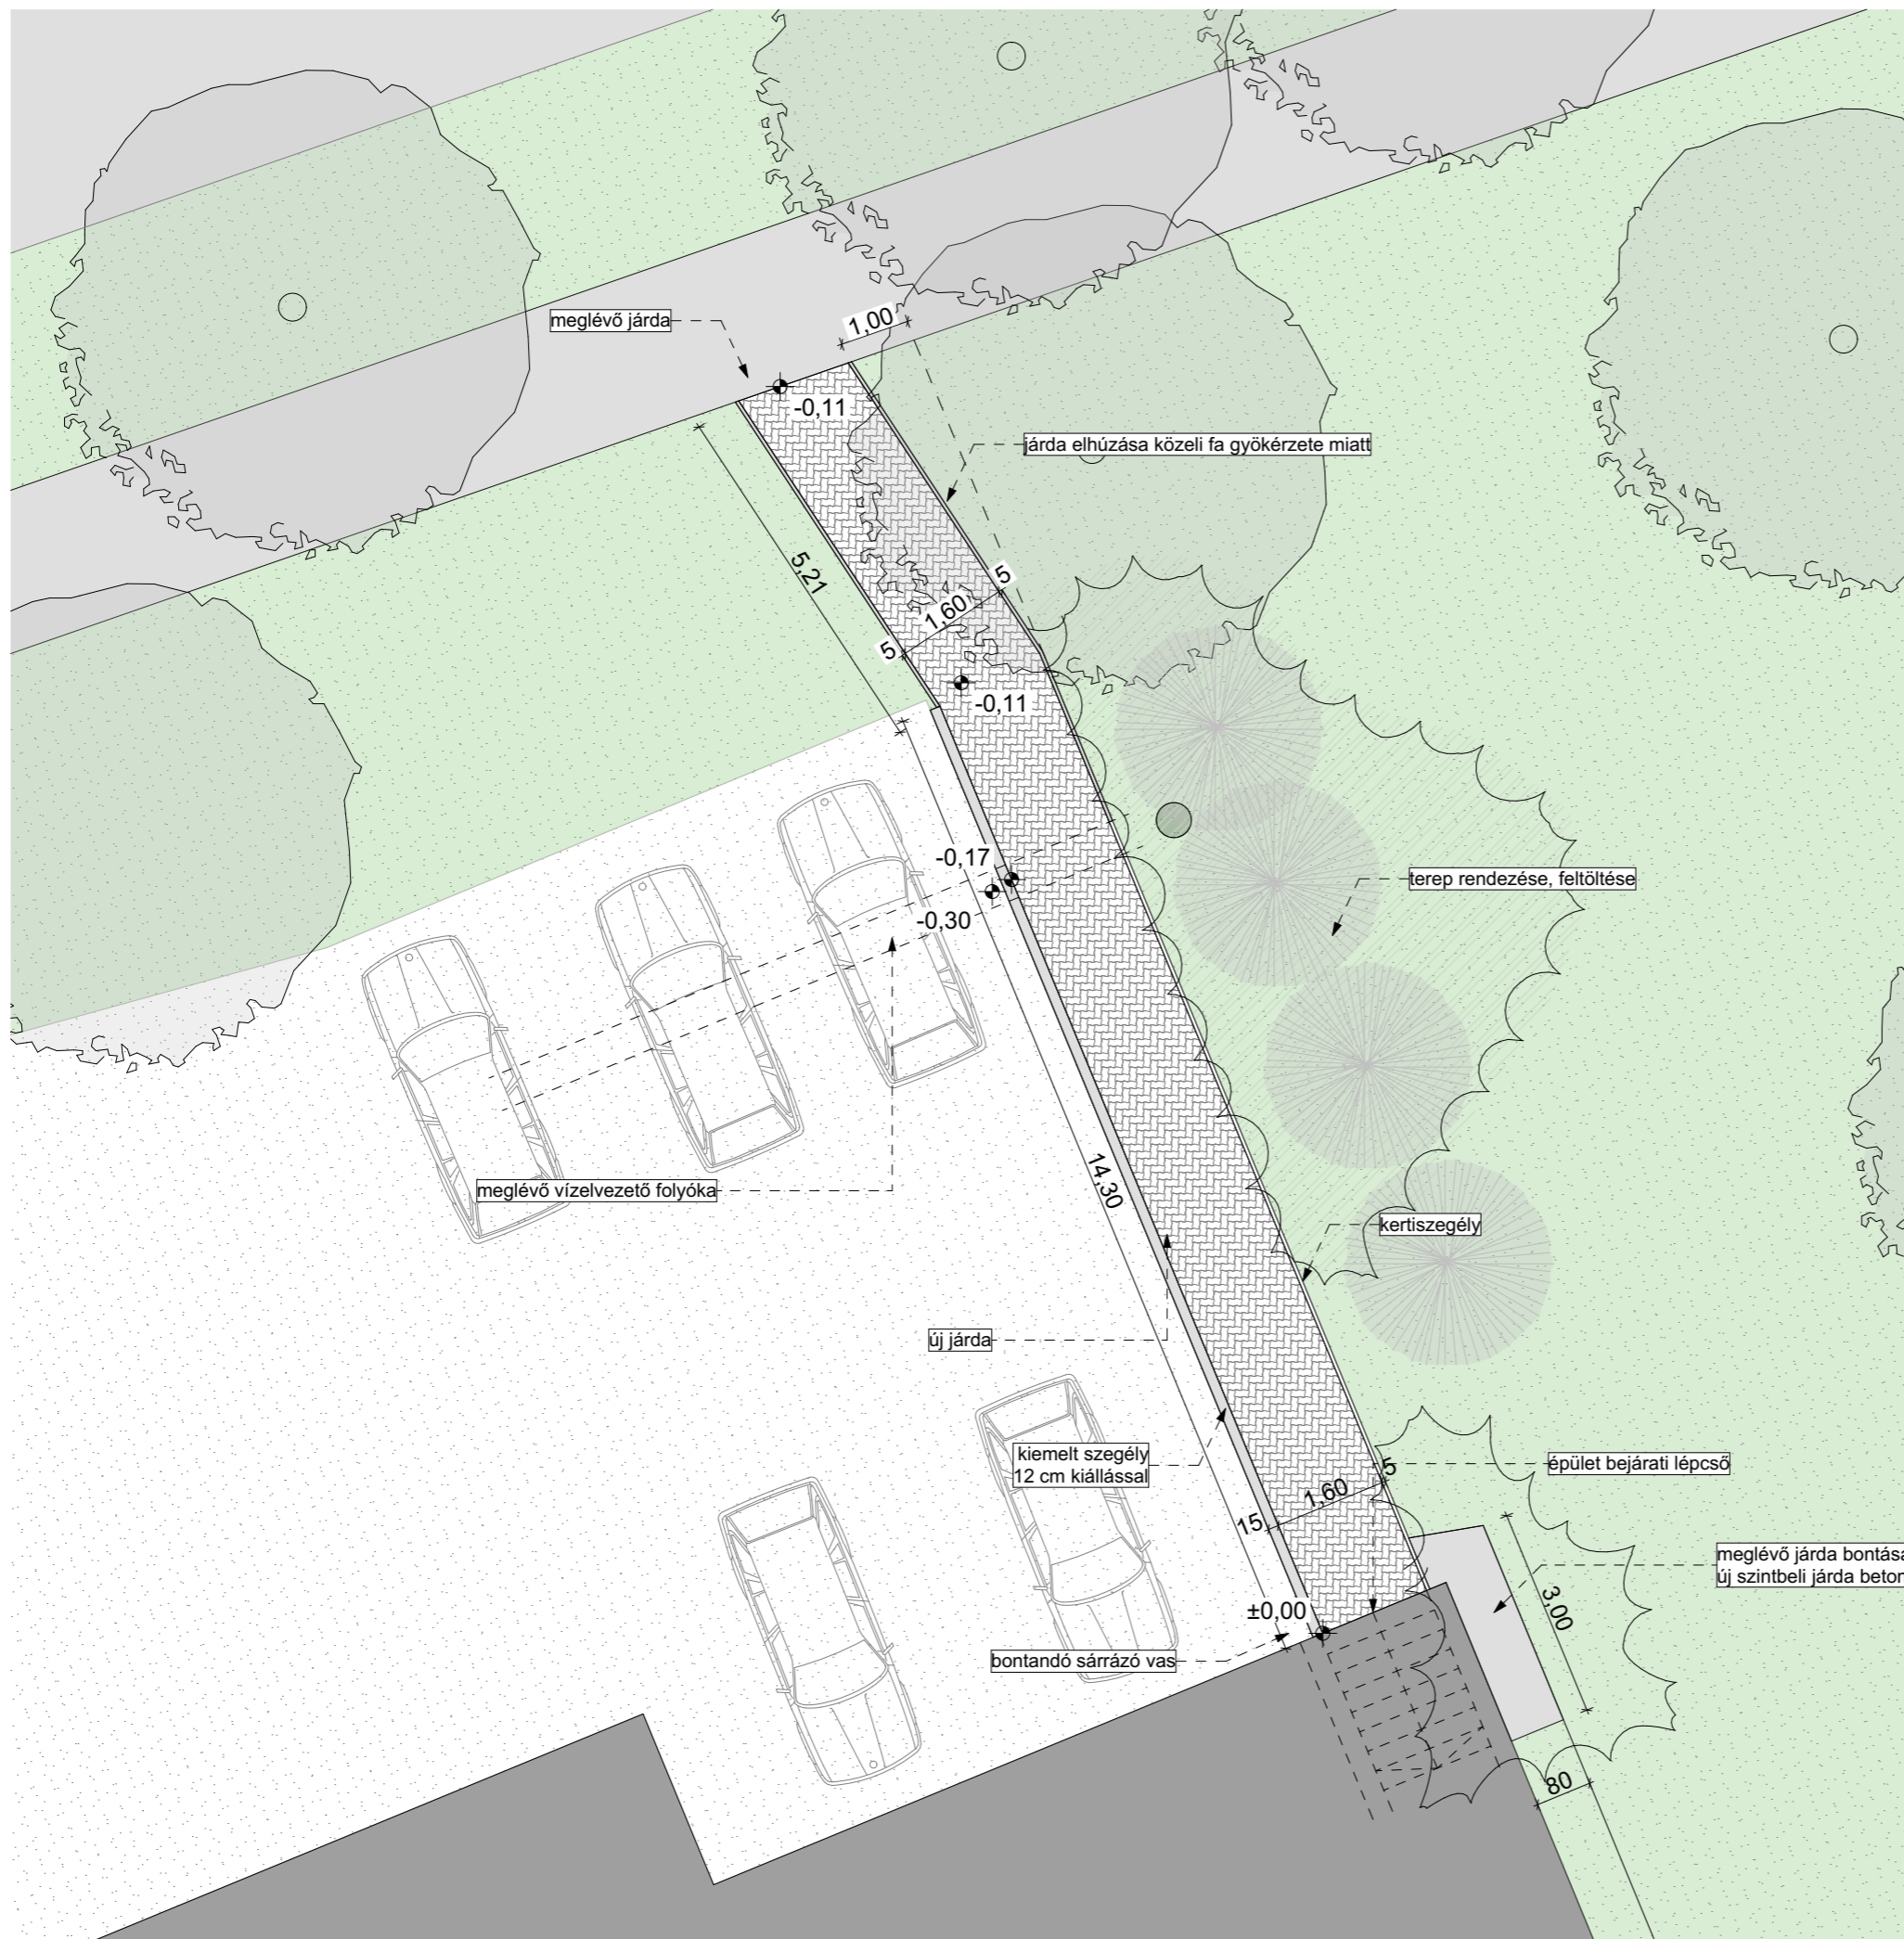 1,00
meglévő járda
-0,11
járda elhúzása közeli fa gyökérzete miatt
5,21
5
1,60
5
-0,11
-0,17
terep rendezése, feltöltése
-0,30
14,30
meglévő vízelvezető folyóka
kertiszegély
új járda
kiemelt szegély
12 cm kiállással
5
épület bejárati lépcső
1,60
15
meglévő járda bontása
új szintbeli járda beton
3,00
±0,00
bontandó sárrázó vas
80